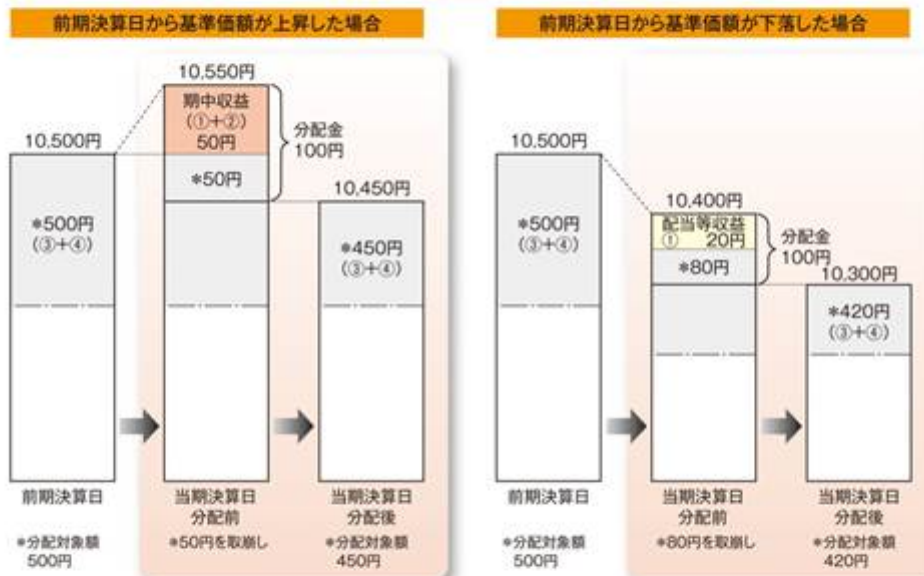 前期決算日から基準価額が上昇した場合
10,550円
期中収益
(①+②)
50円
分配金
100円
10,500円
*50円
10,450円
*500円
(③+④)
*450円
(③+④)
前期決算日
当期決算日
分配前
当期決算日
分配後
*分配対象額
500円
*50円を取崩し
*分配対象額
450円
前期決算日から基準価額が下落した場合
10,500円
10,400円
*500円
(③+④)
配当等収益
① 20円
分配金
100円
*80円
10,300円
*420円
(③+④)
前期決算日
当期決算日
分配前
当期決算日
分配後
*分配対象額
500円
*80円を取崩し
*分配対象額
420円